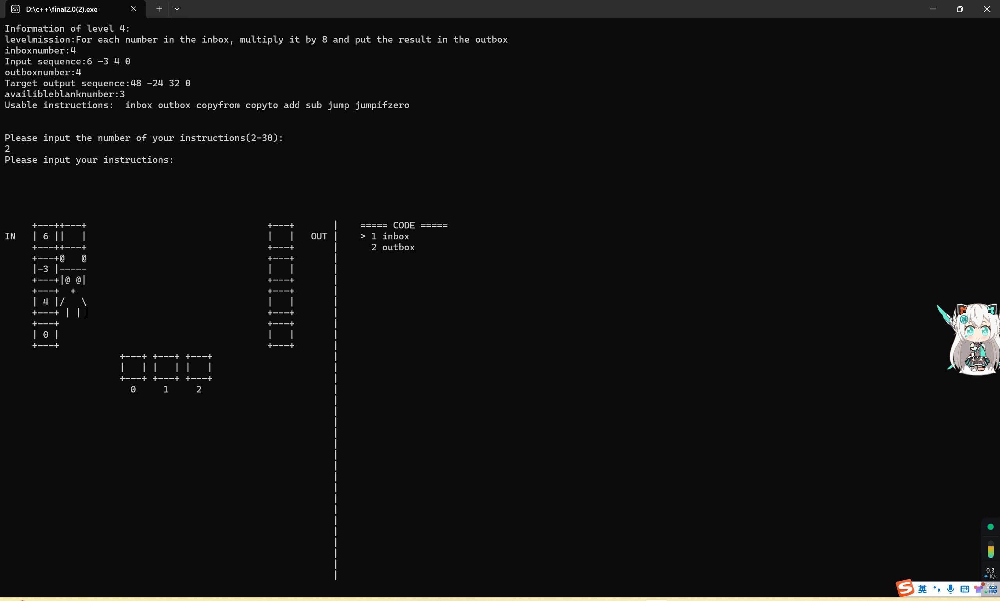 D:\c++\final2.0(2).exe
Information of level 4:
levelmission:For each number in the inbox, multiply it by 8 and put the result in the outbox
inboxnumber:4
Input sequence:6 -3 4 0
outboxnumber:4
Target output sequence:48 -24 32 0
availibleblanknumber:3
Usable instructions:  inbox outbox copyfrom copyto add sub jump jumpifzero
Please input the number of your instructions(2-30):
2
Please input your instructions:
+---++---+ +---+ | ===== CODE =====
IN | 6 || | | | OUT | > 1 inbox
+---++---+ +---+ | 2 outbox
+---+@ @ +---+ |
|-3 |----- | | |
+---+|@ @| +---+ |
+---+ + +---+ |
| 4 |/ \ | | |
+---+ | | +---+ |
+---+ +---+ |
| 0 | | | |
+---+ +---+ |
+---+ +---+ +---+ |
| | | | | | |
+---+ +---+ +---+ |
0 1 2 |
0.3
K/s
英